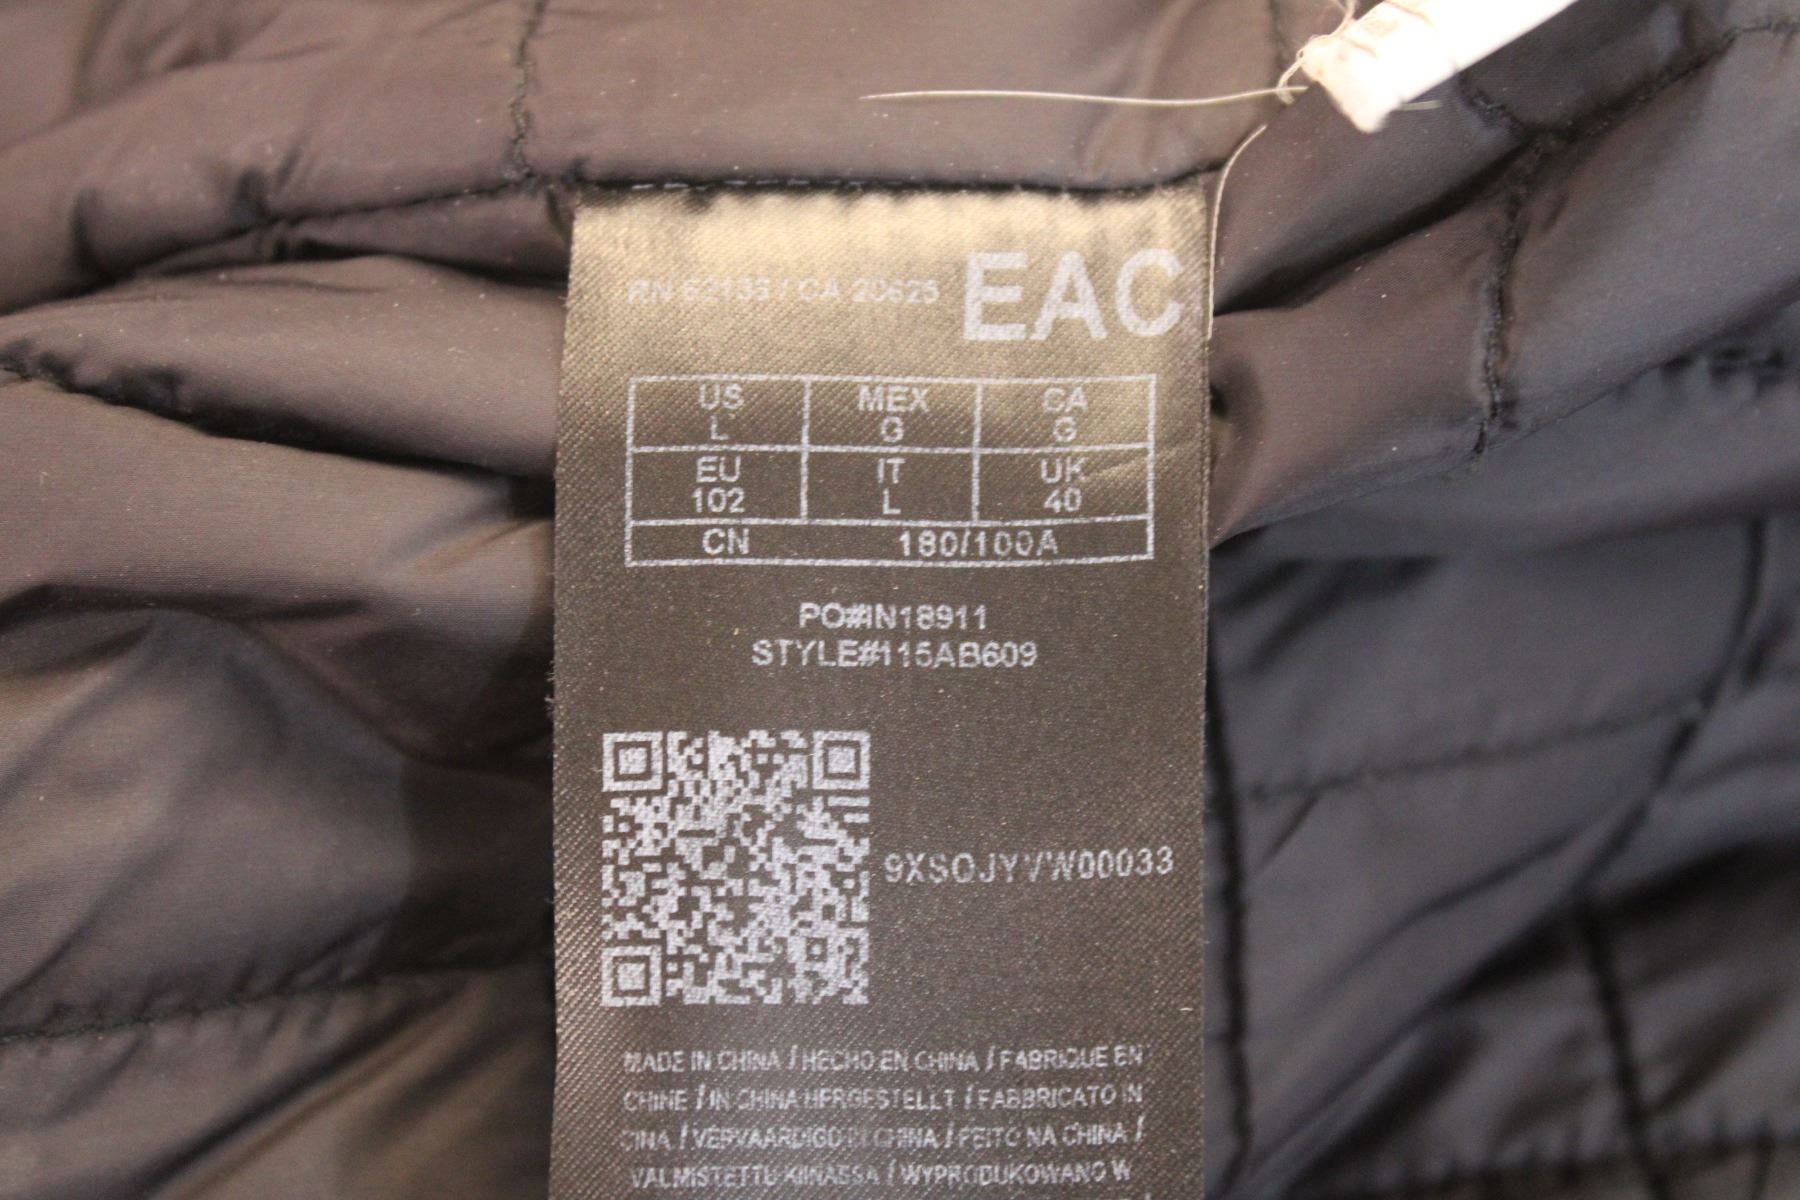 RN 62133 / CA 20625 EAC
US MEX CA
L G G
EU IT UK
102 L 40
CN 180/100A
PO#IN18911
STYLE#115AB609
9XSOJYVW00033
MADE IN CHINA / HECHO EN CHINA / FABRIQUE EN
CHINE / IN CHINA HERGESTELLT / FABBRICATO IN
CINA / VERVAARDIGD IN CHINA / FEITO NA CHINA /
VALMISTETTU KIINASSA / WYPRODUKOWANO W